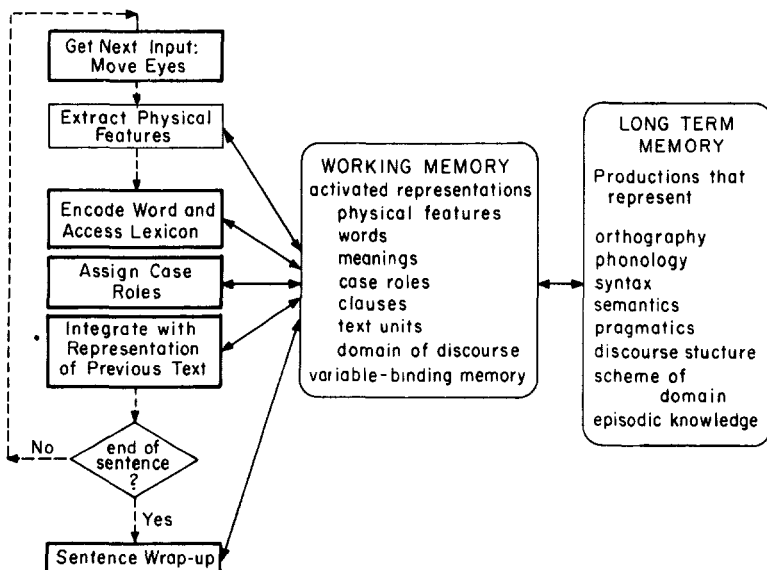 Get Next Input:
Move Eyes
Extract Physical
Features
Encode Word and
Access Lexicon
Assign Case
Roles
Integrate with
Representation
of Previous Text
No
end of
sentence
?
Yes
Sentence Wrap-up
WORKING MEMORY
activated representations
physical features
words
meanings
case roles
clauses
text units
domain of discourse
variable-binding memory
LONG TERM
MEMORY
Productions that
represent
orthography
phonology
syntax
semantics
pragmatics
discourse stucture
scheme of
domain
episodic knowledge